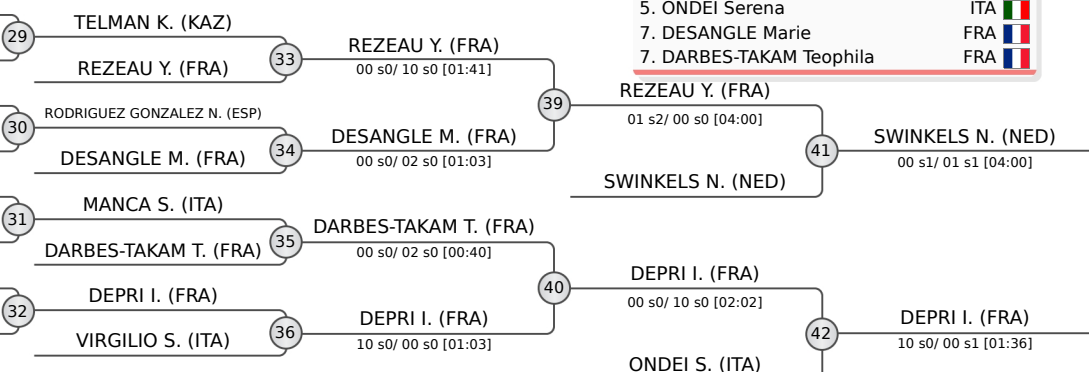 5. ONDEI Serena ITA
7. DESANGLE Marie FRA
7. DARBES-TAKAM Teophila FRA
29
TELMAN K. (KAZ)
REZEAU Y. (FRA)
33
REZEAU Y. (FRA)
00 s0/ 10 s0 [01:41]
30
RODRIGUEZ GONZALEZ N. (ESP)
DESANGLE M. (FRA)
34
DESANGLE M. (FRA)
00 s0/ 02 s0 [01:03]
39
REZEAU Y. (FRA)
01 s2/ 00 s0 [04:00]
SWINKELS N. (NED)
41
SWINKELS N. (NED)
00 s1/ 01 s1 [04:00]
31
MANCA S. (ITA)
DARBES-TAKAM T. (FRA)
35
DARBES-TAKAM T. (FRA)
00 s0/ 02 s0 [00:40]
32
DEPRI I. (FRA)
VIRGILIO S. (ITA)
36
DEPRI I. (FRA)
10 s0/ 00 s0 [01:03]
40
DEPRI I. (FRA)
00 s0/ 10 s0 [02:02]
ONDEI S. (ITA)
42
DEPRI I. (FRA)
10 s0/ 00 s1 [01:36]